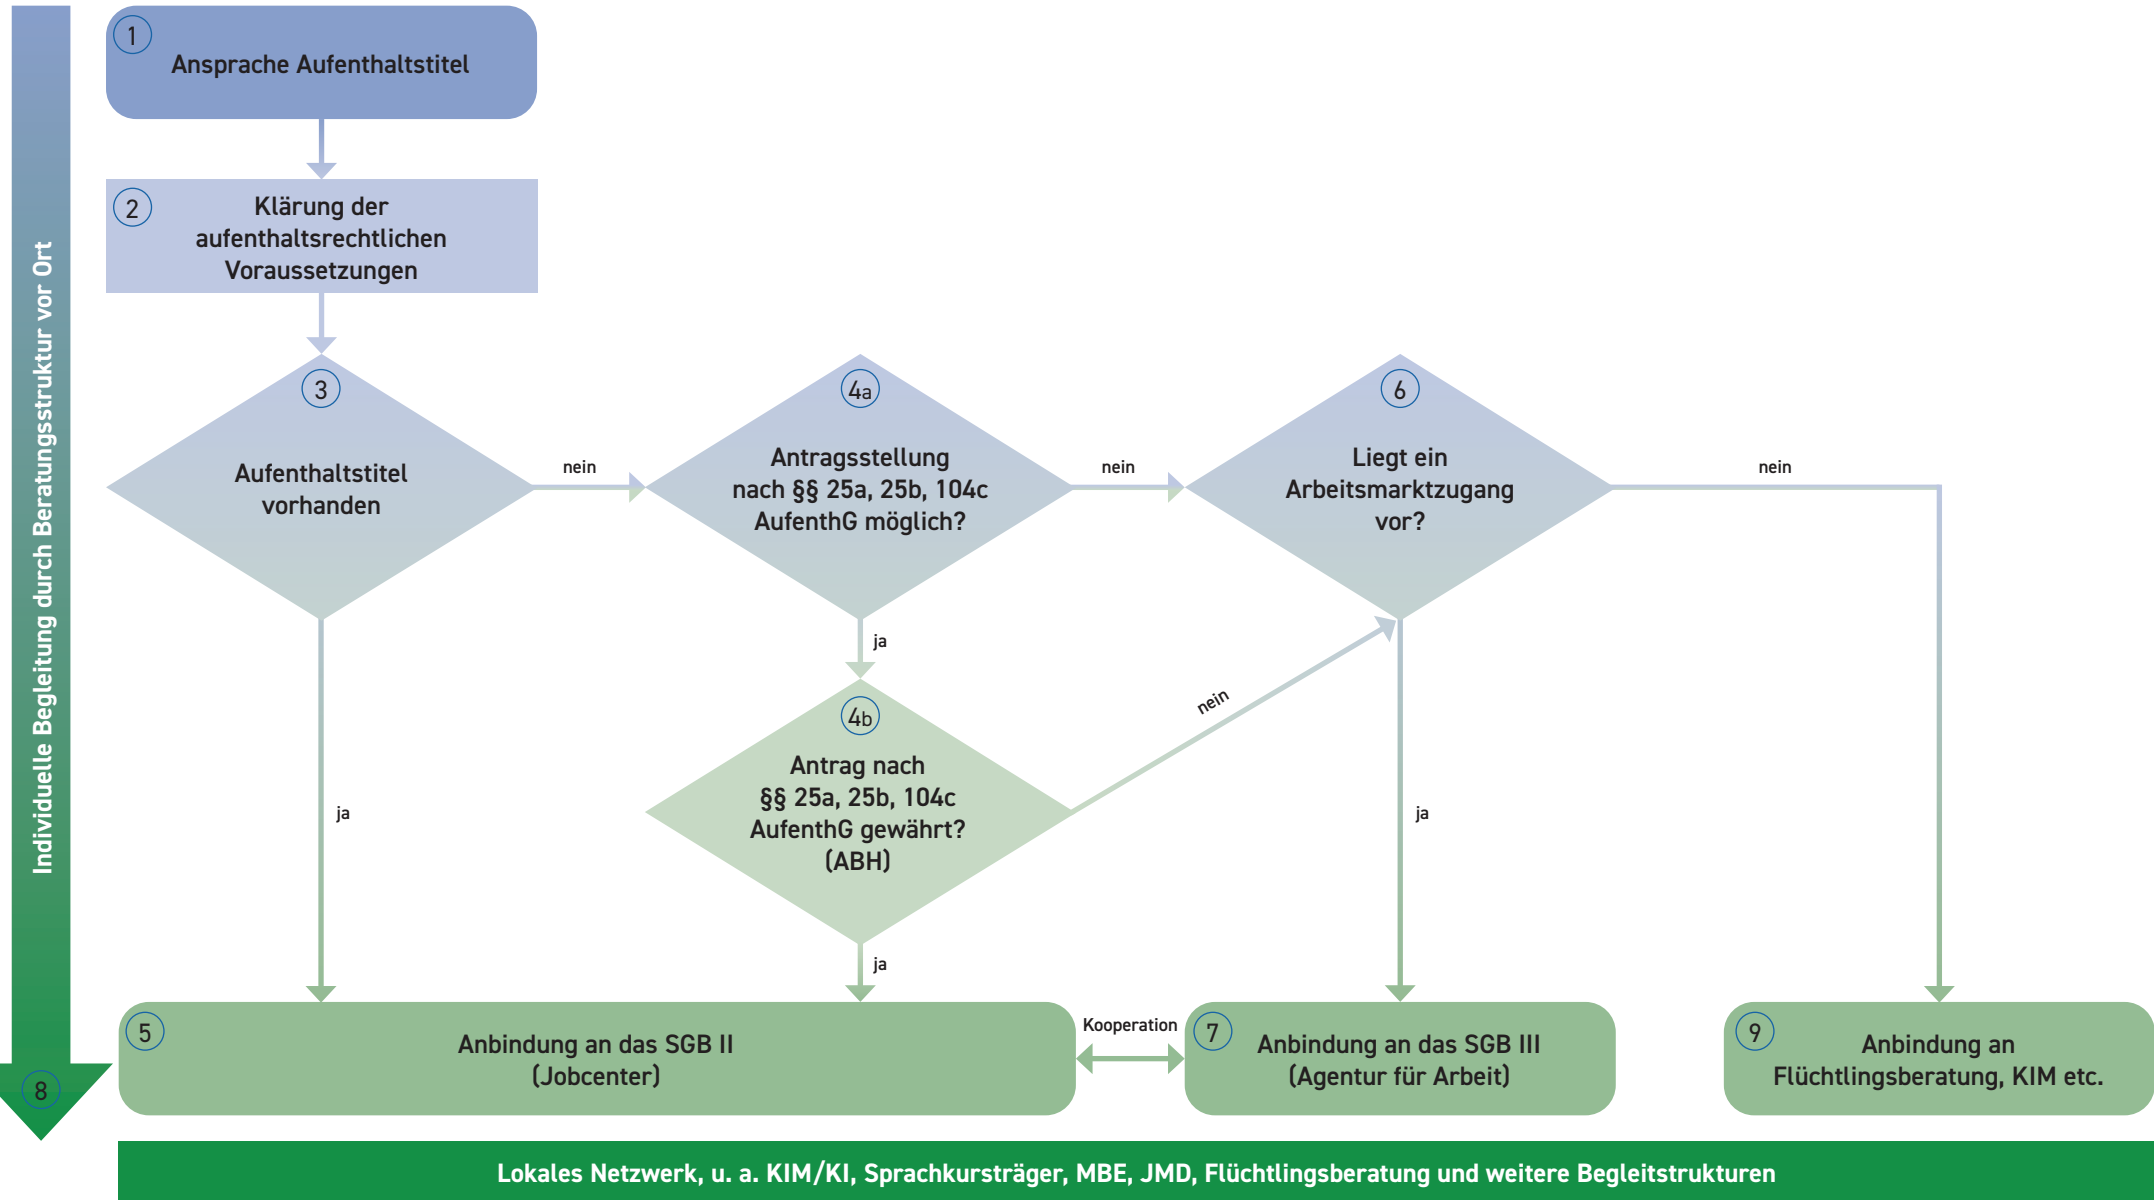 1
Ansprache Aufenthaltstitel
2
Klärung der
aufenthaltsrechtlichen
Voraussetzungen
3
Aufenthaltstitel
vorhanden
nein
4a
Antragsstellung
nach §§ 25a, 25b, 104c
AufenthG möglich?
nein
6
Liegt ein
Arbeitsmarktzugang
vor?
nein
ja
4b
Antrag nach
§§ 25a, 25b, 104c
AufenthG gewährt?
(ABH)
nein
ja
ja
ja
5
Anbindung an das SGB II
(Jobcenter)
Kooperation
7
Anbindung an das SGB III
(Agentur für Arbeit)
9
Anbindung an
Flüchtlingsberatung, KIM etc.
Individuelle Begleitung durch Beratungsstruktur vor Ort
8
Lokales Netzwerk, u. a. KIM/KI, Sprachkursträger, MBE, JMD, Flüchtlingsberatung und weitere Begleitstrukturen